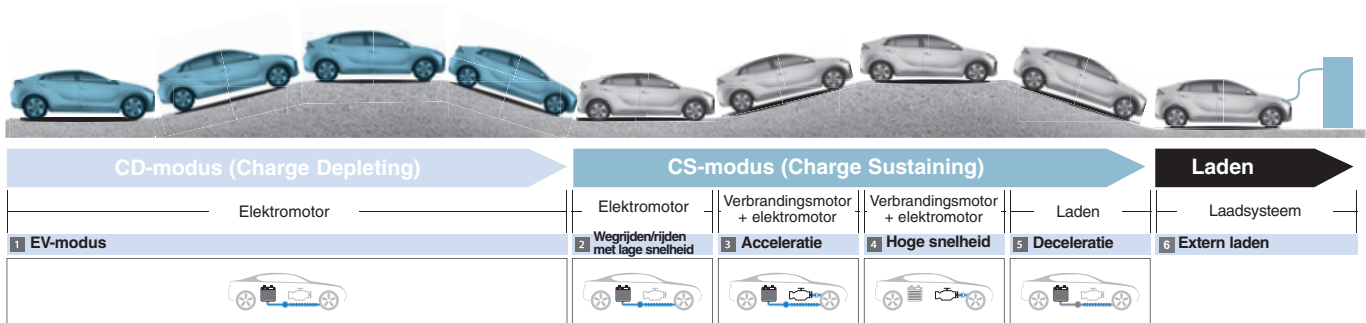 CD-modus (Charge Depleting)
CS-modus (Charge Sustaining)
Laden
Elektromotor
Elektromotor
Verbrandingsmotor
+ elektromotor
Verbrandingsmotor
+ elektromotor
Laden
Laadsysteem
1 EV-modus
2 Wegrijden/rijden
met lage snelheid
3 Acceleratie
4 Hoge snelheid
5 Deceleratie
6 Extern laden